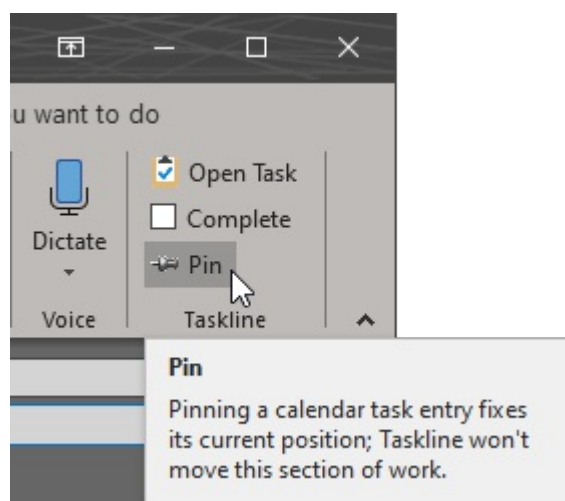 u want to do
Open Task
Complete
Dictate
Pin
Voice
Taskline
Pin
Pinning a calendar task entry fixes
its current position; Taskline won't
move this section of work.